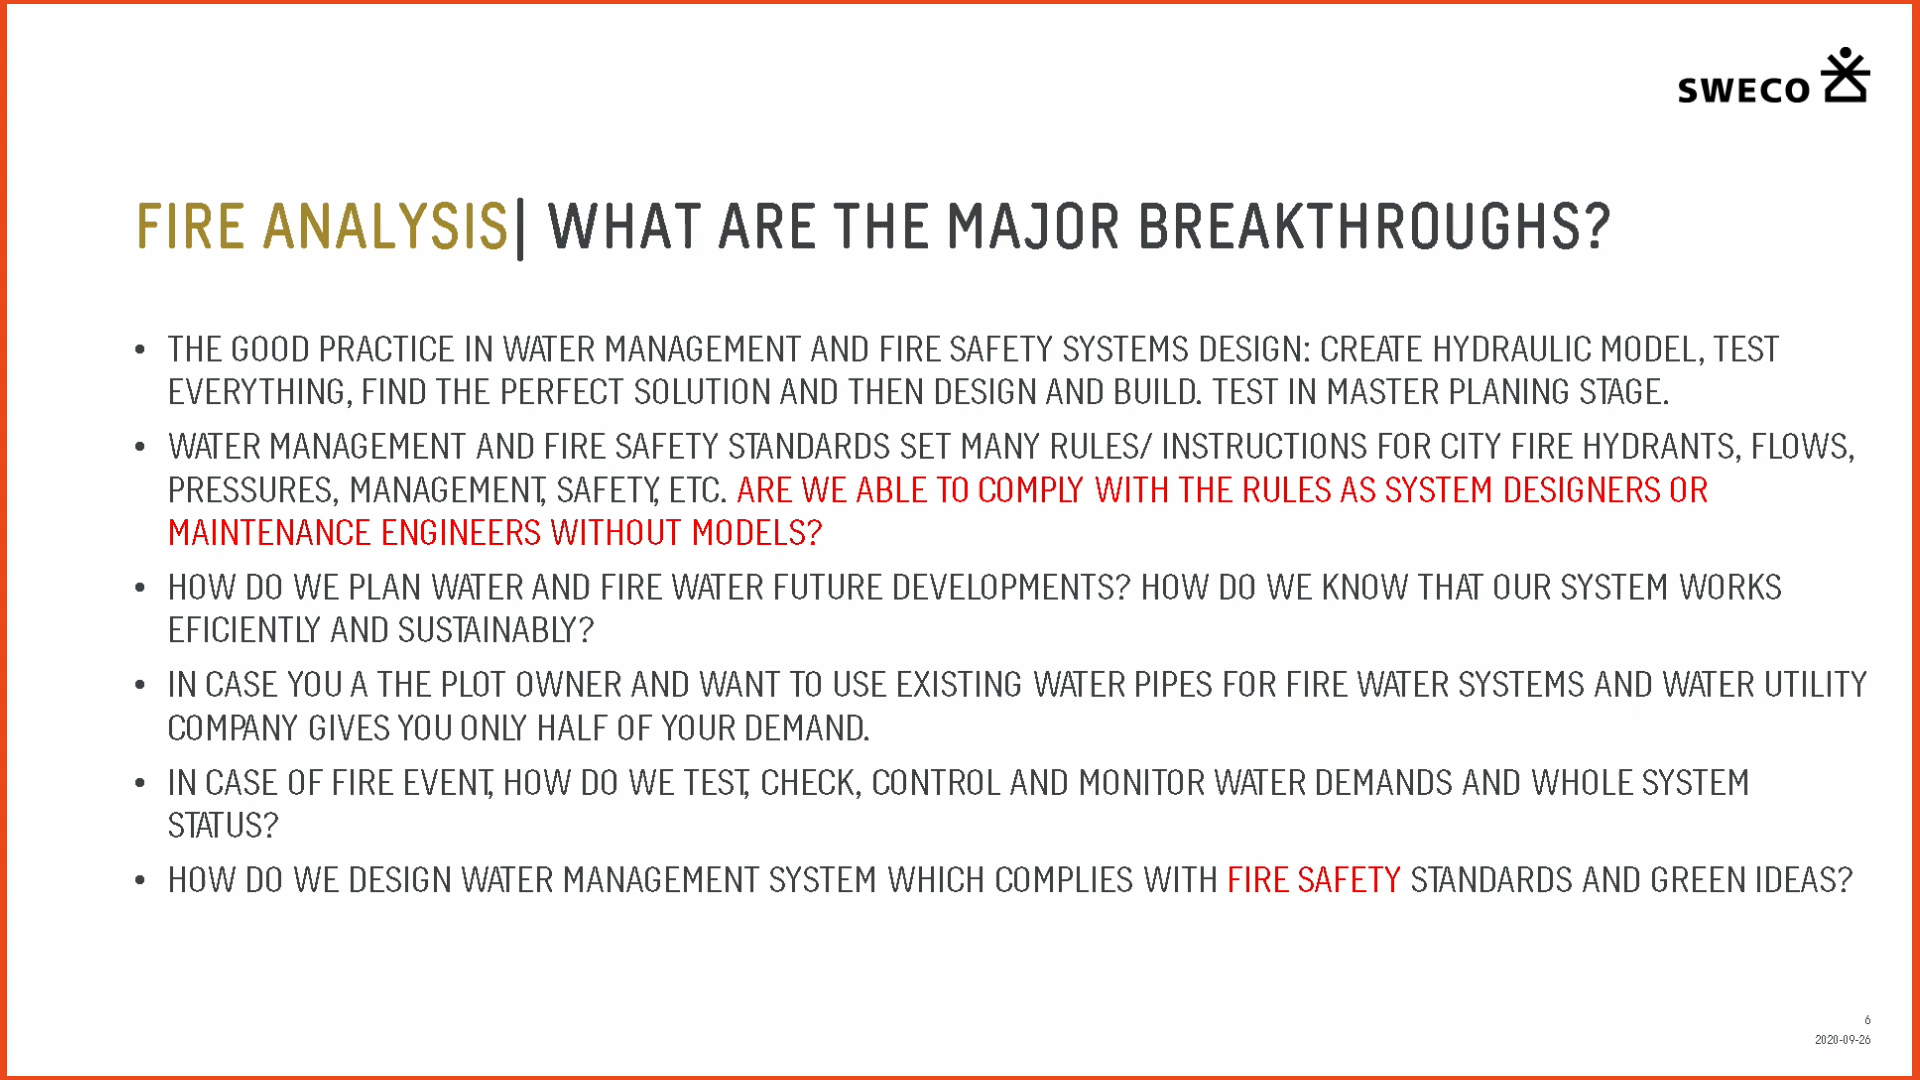 SWECO
FIRE ANALYSIS| WHAT ARE THE MAJOR BREAKTHROUGHS?
• THE GOOD PRACTICE IN WATER MANAGEMENT AND FIRE SAFETY SYSTEMS DESIGN: CREATE HYDRAULIC MODEL, TEST
EVERYTHING, FIND THE PERFECT SOLUTION AND THEN DESIGN AND BUILD. TEST IN MASTER PLANING STAGE.
• WATER MANAGEMENT AND FIRE SAFETY STANDARDS SET MANY RULES/ INSTRUCTIONS FOR CITY FIRE HYDRANTS, FLOWS,
PRESSURES, MANAGEMENT, SAFETY, ETC. ARE WE ABLE TO COMPLY WITH THE RULES AS SYSTEM DESIGNERS OR
MAINTENANCE ENGINEERS WITHOUT MODELS?
• HOW DO WE PLAN WATER AND FIRE WATER FUTURE DEVELOPMENTS? HOW DO WE KNOW THAT OUR SYSTEM WORKS
EFICIENTLY AND SUSTAINABLY?
• IN CASE YOU A THE PLOT OWNER AND WANT TO USE EXISTING WATER PIPES FOR FIRE WATER SYSTEMS AND WATER UTILITY
COMPANY GIVES YOU ONLY HALF OF YOUR DEMAND.
• IN CASE OF FIRE EVENT, HOW DO WE TEST, CHECK, CONTROL AND MONITOR WATER DEMANDS AND WHOLE SYSTEM
STATUS?
• HOW DO WE DESIGN WATER MANAGEMENT SYSTEM WHICH COMPLIES WITH FIRE SAFETY STANDARDS AND GREEN IDEAS?
6
2020-09-26